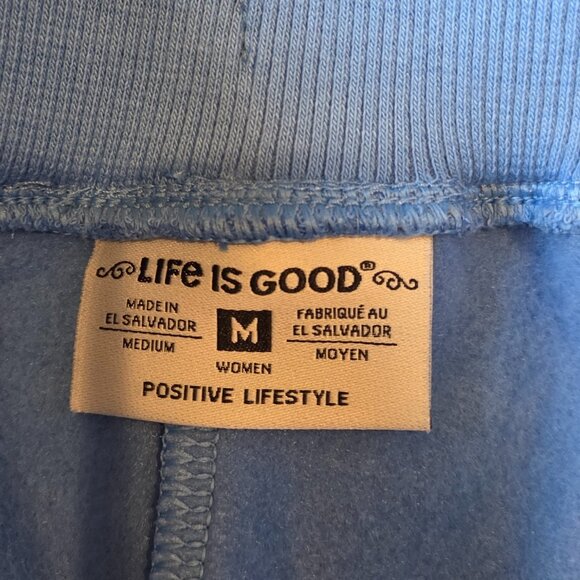 LIFe IS GOOD®
MADE IN
EL SALVADOR
MEDIUM
M
WOMEN
FABRIQUÉ AU
EL SALVADOR
MOYEN
POSITIVE LIFESTYLE